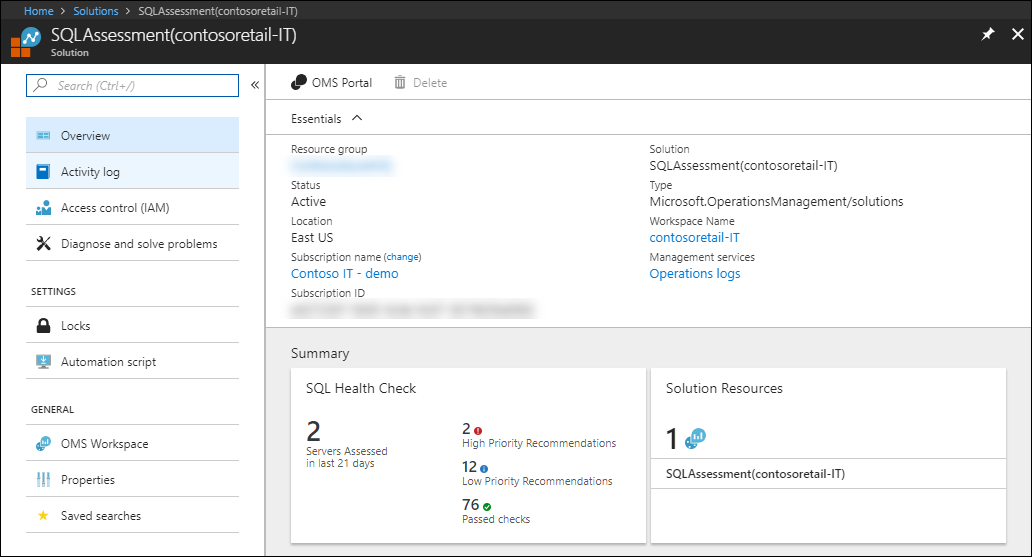 Home > Solutions > SQLAssessment(contosoretail-IT)
SQLAssessment(contosoretail-IT)
Solution
Search (Ctrl+/)
«
Overview
Activity log
Access control (IAM)
Diagnose and solve problems
SETTINGS
Locks
Automation script
GENERAL
OMS Workspace
Properties
Saved searches
OMS Portal
Delete
Essentials
Resource group
Status
Active
Location
East US
Subscription name (change)
Contoso IT - demo
Subscription ID
Solution
SQLAssessment(contosoretail-IT)
Type
Microsoft.OperationsManagement/solutions
Workspace Name
contosoretail-IT
Management services
Operations logs
Summary
SQL Health Check
2
Servers Assessed
in last 21 days
2
High Priority Recommendations
12
Low Priority Recommendations
76
Passed checks
Solution Resources
1
SQLAssessment(contosoretail-IT)